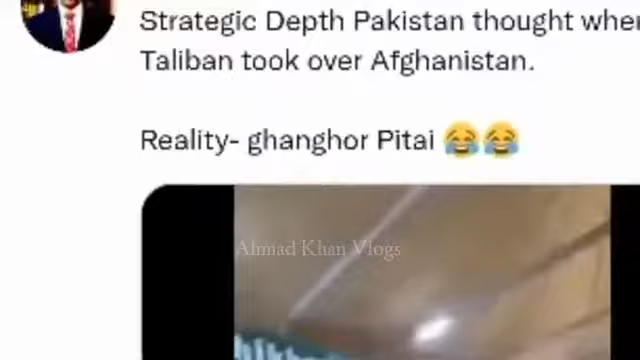 Strategic Depth Pakistan thought when
Taliban took over Afghanistan.
Reality- ghanghor Pitai 😂😂
Ahmad Khan Vlogs